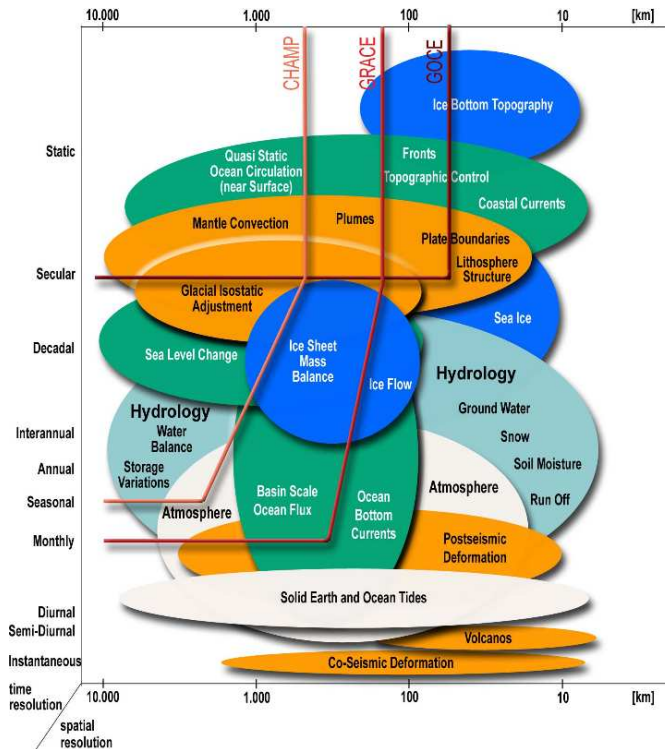 10.000 1.000 100 10 [km]
CHAMP
GRACE
GOCE
Ice Bottom Topography
Static
Quasi Static
Ocean Circulation
(near Surface)
Fronts
Topographic Control
Coastal Currents
Mantle Convection
Plumes
Plate Boundaries
Lithosphere
Structure
Secular
Glacial Isostatic
Adjustment
Sea Ice
Decadal
Sea Level Change
Ice Sheet
Mass
Balance
Ice Flow
Hydrology
Ground Water
Snow
Soil Moisture
Run Off
Hydrology
Water
Balance
Storage
Variations
Interannual
Annual
Seasonal
Monthly
Atmosphere
Basin Scale
Ocean Flux
Ocean
Bottom
Currents
Atmosphere
Postseismic
Deformation
Solid Earth and Ocean Tides
Diurnal
Semi-Diurnal
Volcanos
Instantaneous
Co-Seismic Deformation
time
resolution
10.000 1.000 100 10 [km]
spatial
resolution